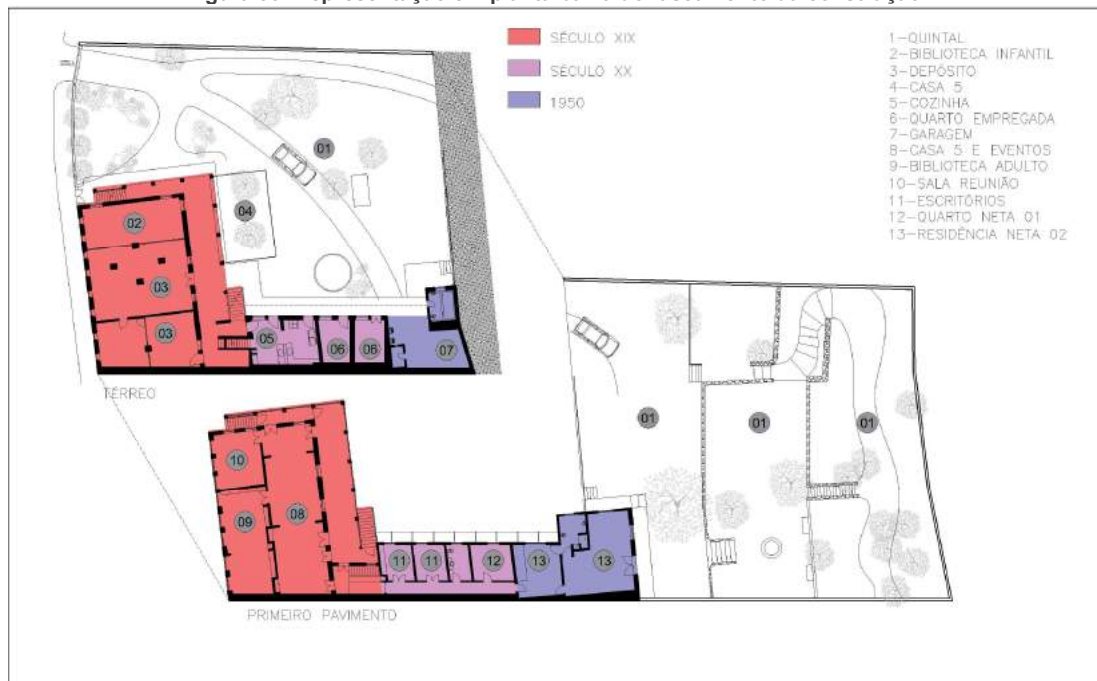 SÉCULO XIX
SÉCULO XX
1950
1-QUINTAL
2-BIBLIOTECA INFANTIL
3-DEPÓSITO
4-CASA 5
5-COZINHA
6-QUARTO EMPREGADA
7-GARAGEM
8-CASA 5 E EVENTOS
9-BIBLIOTECA ADULTO
10-SALA REUNIÃO
11-ESCRITÓRIOS
12-QUARTO NETA 01
13-RESIDÊNCIA NETA 02
01
04
02
03
03
05 06 06 07
TÉRREO
01 01 01
10
09 08
11 11 12 13 13
PRIMEIRO PAVIMENTO